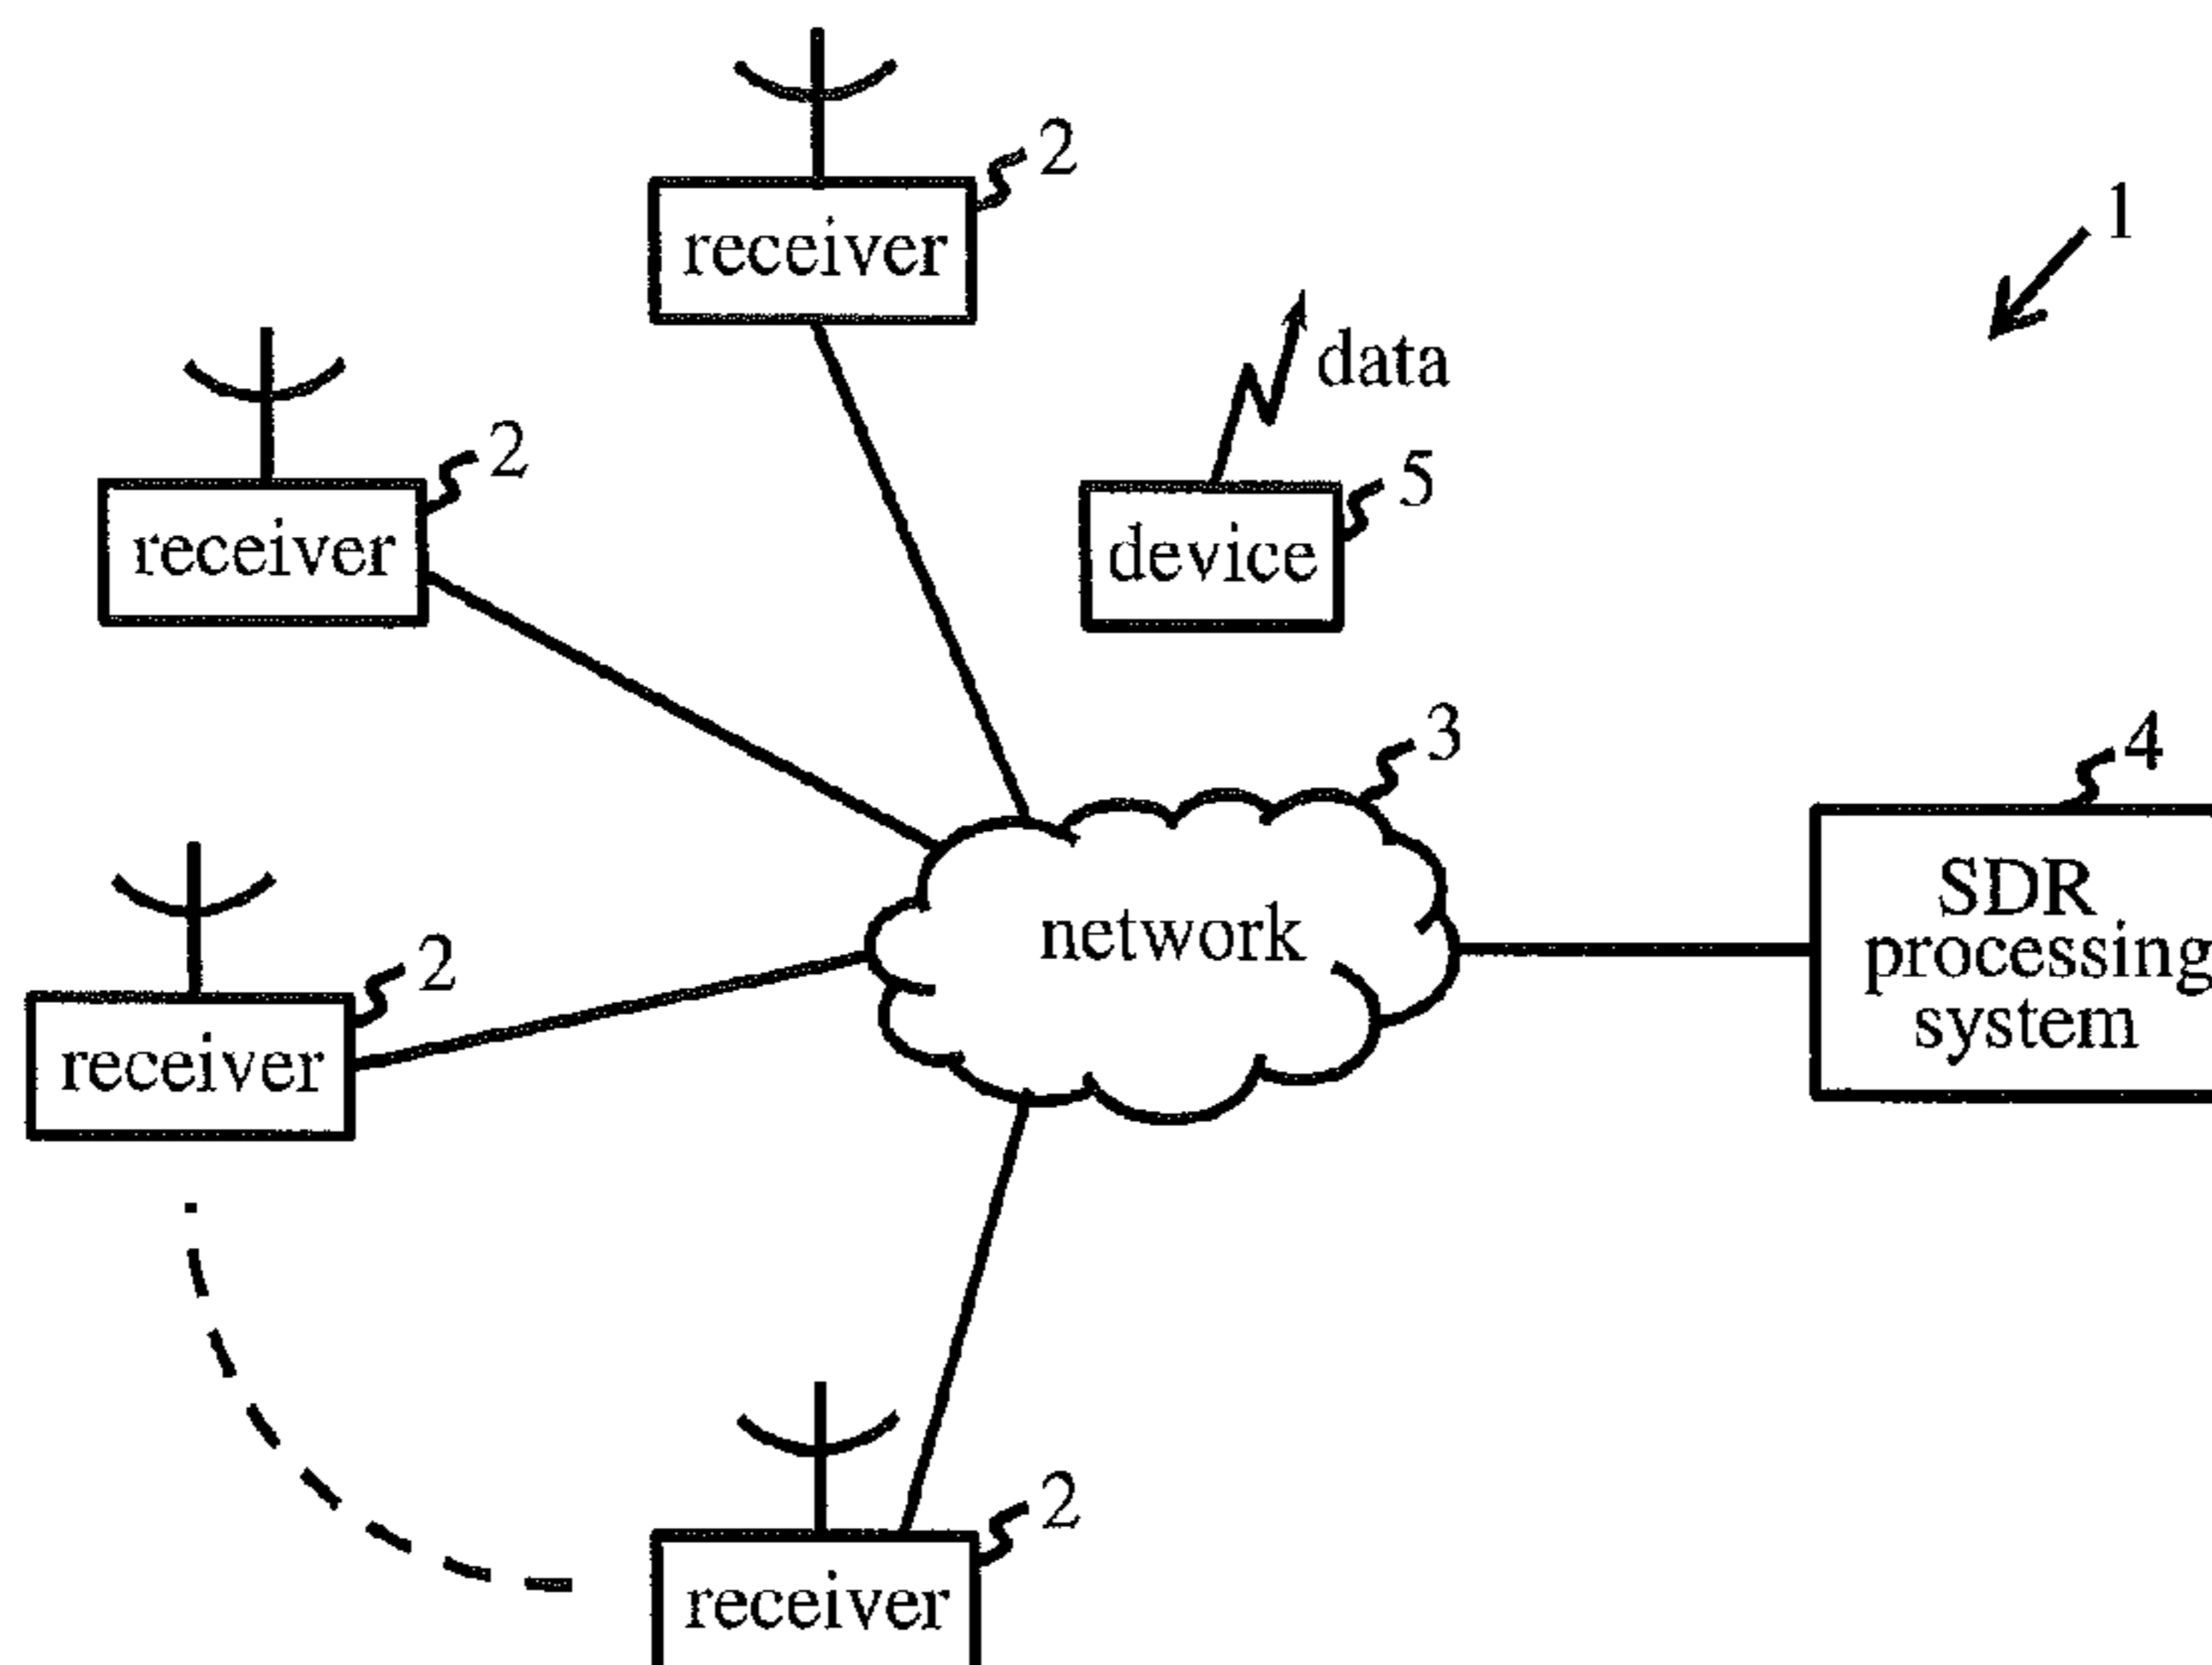 2
receiver
1
data
2
receiver
5
device
3
4
network
SDR
processing
system
2
receiver
2
receiver